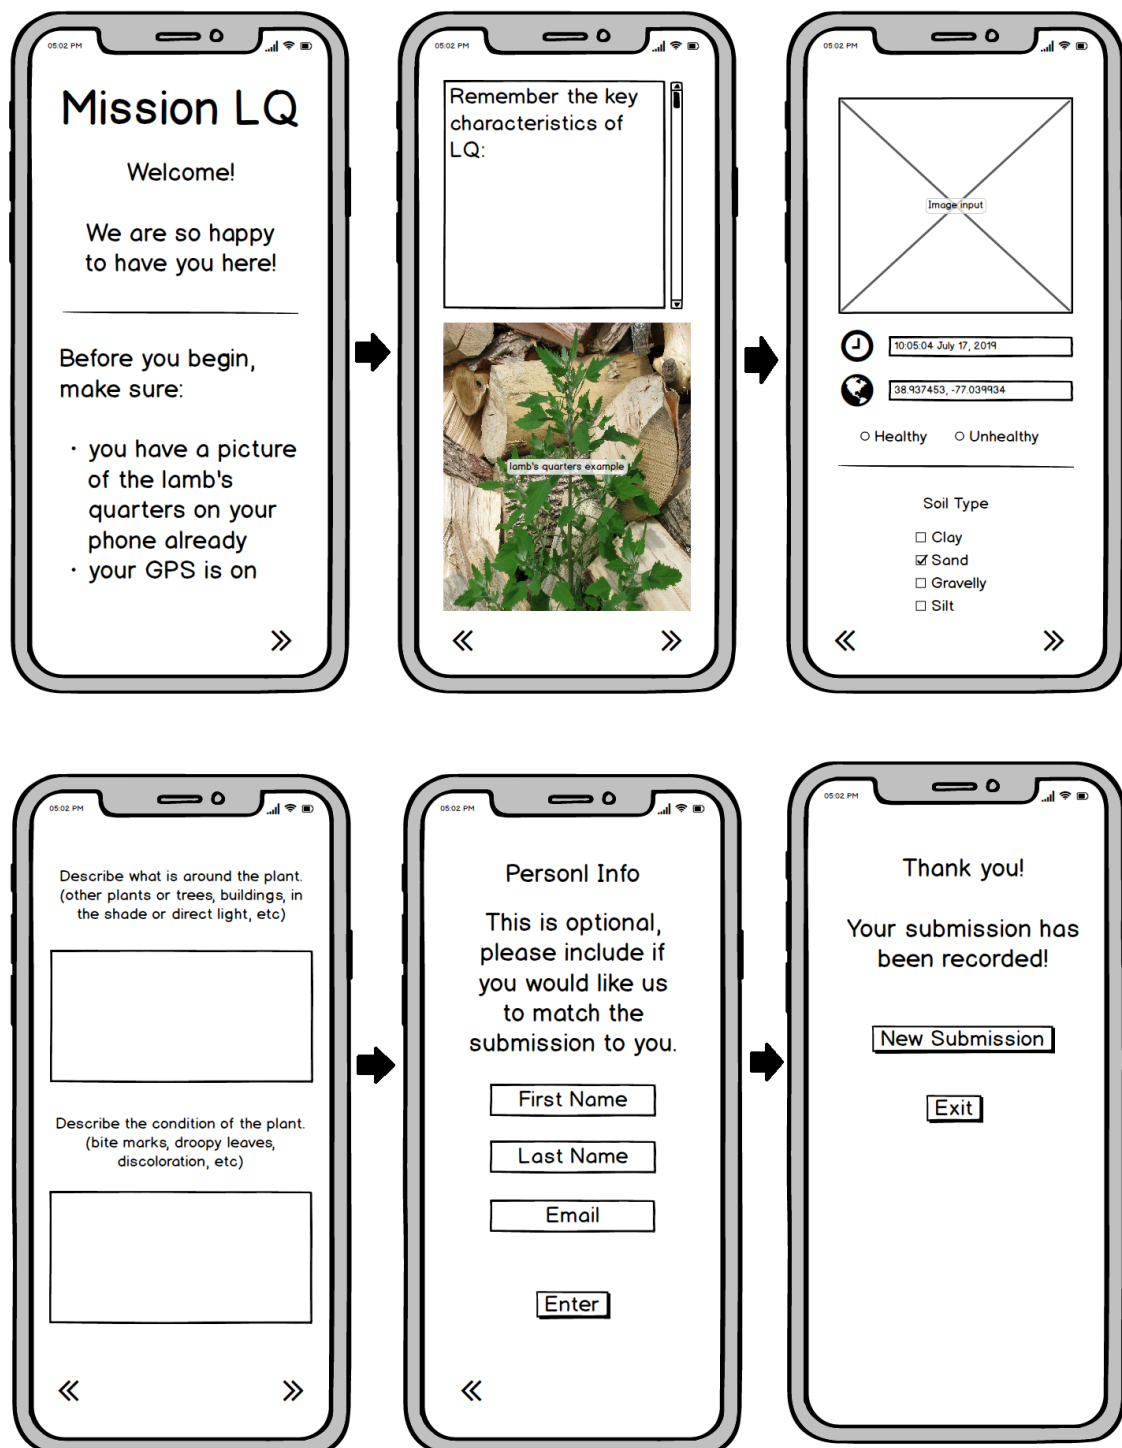 05:02 PM
Mission LQ
Welcome!
We are so happy
to have you here!
Before you begin,
make sure:
· you have a picture
of the lamb's
quarters on your
phone already
· your GPS is on
05:02 PM
Remember the key
characteristics of
LQ:
lamb's quarters example
05:02 PM
Image input
10:05:04 July 17, 2019
38.937453, -77.039934
Healthy Unhealthy
Soil Type
Clay
Sand
Gravelly
Silt
05:02 PM
Describe what is around the plant.
(other plants or trees, buildings, in
the shade or direct light, etc)
Describe the condition of the plant.
(bite marks, droopy leaves,
discoloration, etc)
05:02 PM
Personl Info
This is optional,
please include if
you would like us
to match the
submission to you.
First Name
Last Name
Email
Enter
05:02 PM
Thank you!
Your submission has
been recorded!
New Submission
Exit